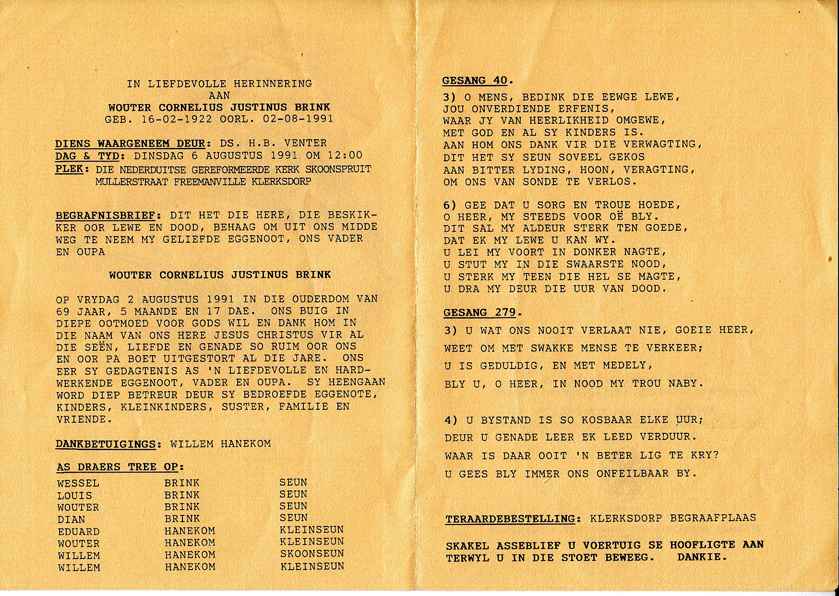 IN LIEFDEVOLLE HERINNERING
AAN
WOUTER CORNELIUS JUSTINUS BRINK
GEB. 16-02-1922 OORL. 02-08-1991
DIENS WAARGENEEM DEUR: DS. H.B. VENTER
DAG & TYD: DINSDAG 6 AUGUSTUS 1991 OM 12:00
PLEK: DIE NEDERDUITSE GEREFORMEERDE KERK SKOONSPRUIT
MULLERSTRAAT FREEMANVILLE KLERKSDORP
BEGRAFNISBRIEF: DIT HET DIE HERE, DIE BESKIK-
KER OOR LEWE EN DOOD, BEHAAG OM UIT ONS MIDDE
WEG TE NEEM MY GELIEFDE EGGENOOT, ONS VADER
EN OUPA
WOUTER CORNELIUS JUSTINUS BRINK
OP VRYDAG 2 AUGUSTUS 1991 IN DIE OUDERDOM VAN
69 JAAR, 5 MAANDE EN 17 DAE. ONS BUIG IN
DIEPE OOTMOED VOOR GODS WIL EN DANK HOM IN
DIE NAAM VAN ONS HERE JESUS CHRISTUS VIR AL
DIE SEËN, LIEFDE EN GENADE SO RUIM OOR ONS
EN OOR PA BOET UITGESTORT AL DIE JARE. ONS
EER SY GEDAGTENIS AS 'N LIEFDEVOLLE EN HARD-
WERKENDE EGGENOOT, VADER EN OUPA. SY HEENGAAN
WORD DIEP BETREUR DEUR SY BEDROEFDE EGGENOTE,
KINDERS, KLEINKINDERS, SUSTER, FAMILIE EN
VRIENDE.
DANKBETUIGINGS: WILLEM HANEKOM
AS DRAERS TREE OP:
WESSEL BRINK SEUN
LOUIS BRINK SEUN
WOUTER BRINK SEUN
DIAN BRINK SEUN
EDUARD HANEKOM KLEINSEUN
WOUTER HANEKOM KLEINSEUN
WILLEM HANEKOM SKOONSEUN
WILLEM HANEKOM KLEINSEUN
GESANG 40.
3) O MENS, BEDINK DIE EEWGE LEWE,
JOU ONVERDIENDE ERFENIS,
WAAR JY VAN HEERLIKHEID OMGEWE,
MET GOD EN AL SY KINDERS IS.
AAN HOM ONS DANK VIR DIE VERWAGTING,
DIT HET SY SEUN SOVEEL GEKOS
AAN BITTER LYDING, HOON, VERAGTING,
OM ONS VAN SONDE TE VERLOS.
6) GEE DAT U SORG EN TROUE HOEDE,
O HEER, MY STEEDS VOOR OË BLY.
DIT SAL MY ALDEUR STERK TEN GOEDE,
DAT EK MY LEWE U KAN WY.
U LEI MY VOORT IN DONKER NAGTE,
U STUT MY IN DIE SWAARSTE NOOD,
U STERK MY TEEN DIE HEL SE MAGTE,
U DRA MY DEUR DIE UUR VAN DOOD.
GESANG 279.
3) U WAT ONS NOOIT VERLAAT NIE, GOEIE HEER,
WEET OM MET SWAKKE MENSE TE VERKEER;
U IS GEDULDIG, EN MET MEDELY,
BLY U, O HEER, IN NOOD MY TROU NABY.
4) U BYSTAND IS SO KOSBAAR ELKE UUR;
DEUR U GENADE LEER EK LEED VERDUUR.
WAAR IS DAAR OOIT 'N BETER LIG TE KRY?
U GEES BLY IMMER ONS ONFEILBAAR BY.
TERAARDEBESTELLING: KLERKSDORP BEGRAAFPLAAS
SKAKEL ASSEBLIEF U VOERTUIG SE HOOFLIGTE AAN
TERWYL U IN DIE STOET BEWEEG. DANKIE.